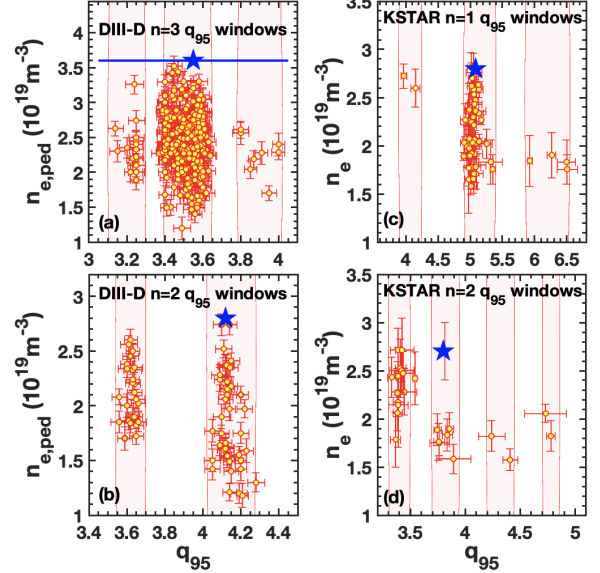 DIII-D n=3 q95 windows
4
3.5
3
2.5
2
1.5
1
ne,ped (10^19 m^-3)
(a)
3 3.2 3.4 3.6 3.8 4
KSTAR n=1 q95 windows
3.5
3
2.5
2
1.5
1
ne (10^19 m^-3)
(c)
3.5 4 4.5 5 5.5 6 6.5
DIII-D n=2 q95 windows
3
2.5
2
1.5
1
ne,ped (10^19 m^-3)
(b)
3.4 3.6 3.8 4 4.2 4.4
q95
KSTAR n=2 q95 windows
3.5
3
2.5
2
1.5
1
ne (10^19 m^-3)
(d)
3 3.5 4 4.5 5
q95